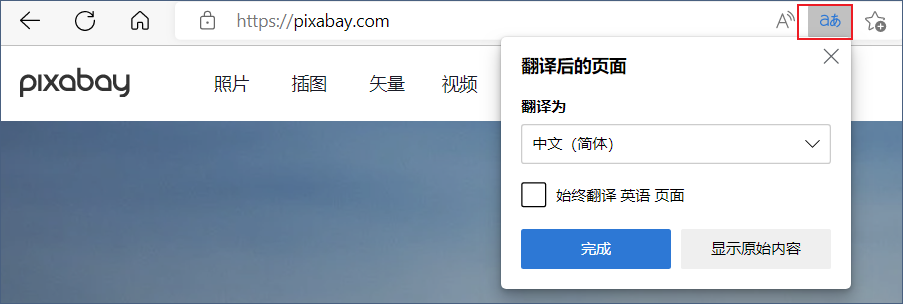 https://pixabay.com
aあ
pixabay
照片 插图 矢量 视频
翻译后的页面
翻译为
中文（简体）
始终翻译 英语 页面
完成 显示原始内容